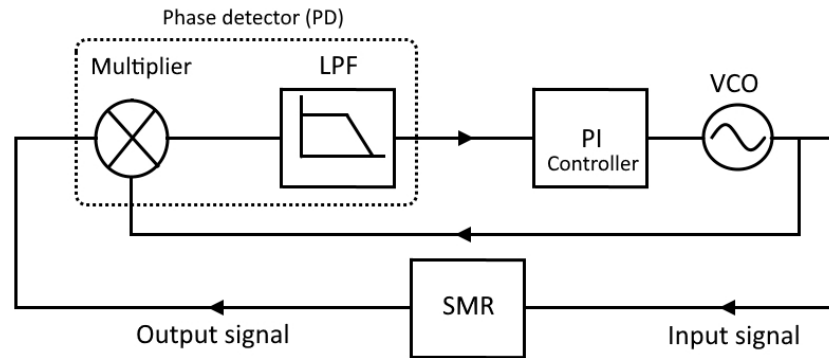 Phase detector (PD)
Multiplier
LPF
VCO
PI
Controller
SMR
Output signal
Input signal